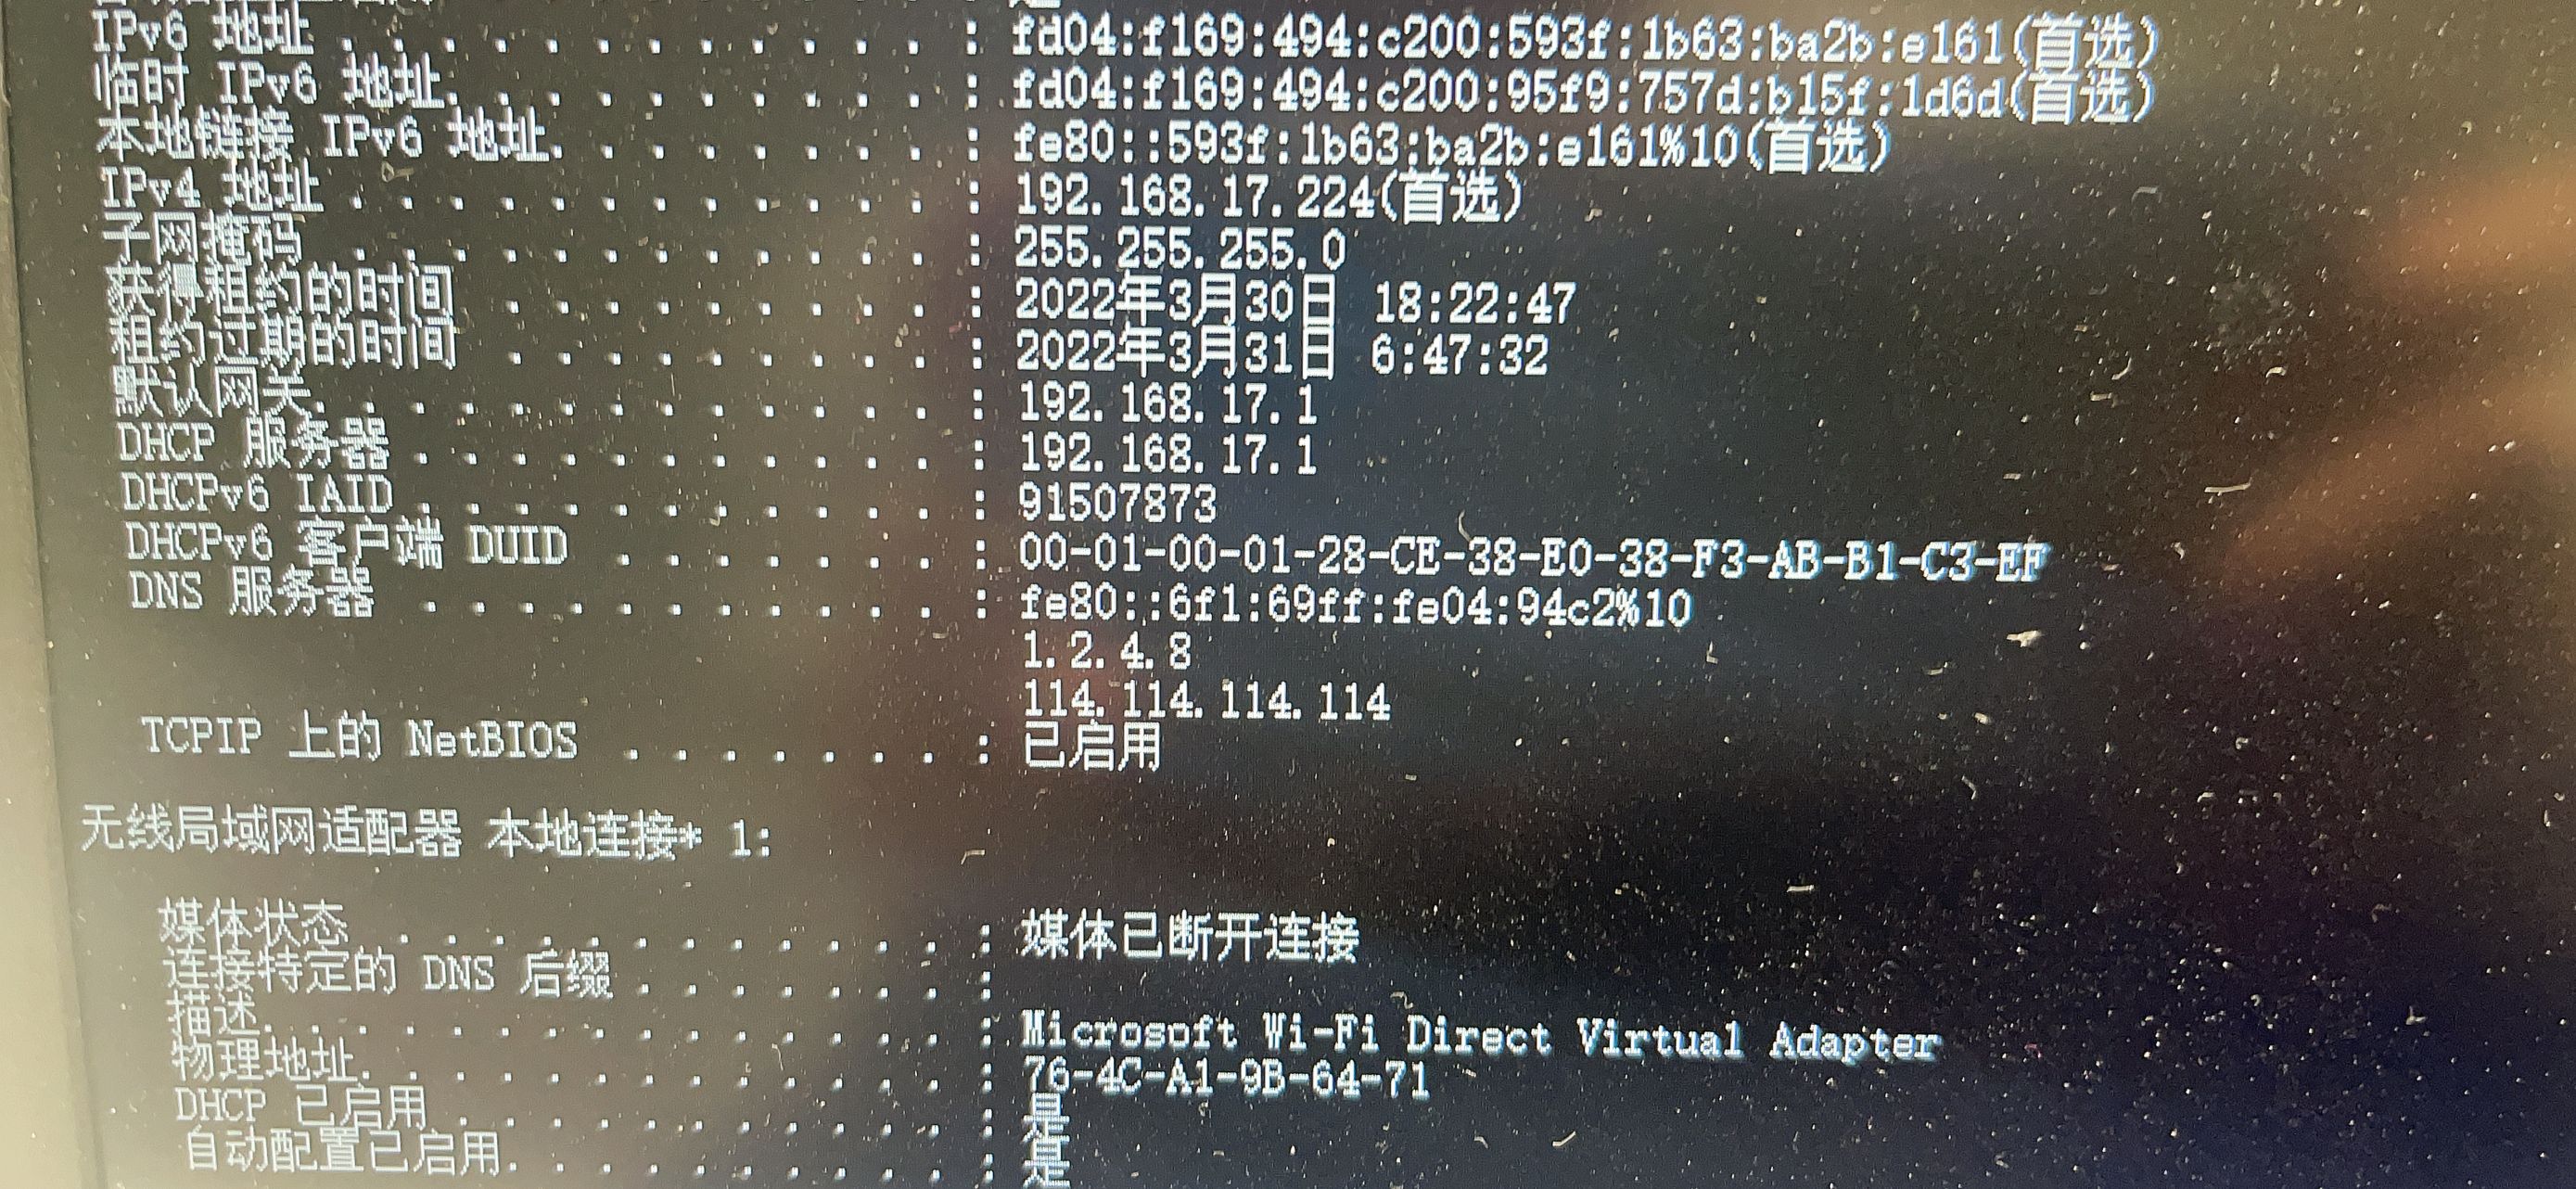 IPv6 地址 . . . . . . . . . . . . : fd04:f169:494:c200:593f:1b63:ba2b:e161(首选)
临时 IPv6 地址. . . . . . . . . . : fd04:f169:494:c200:95f9:757d:b15f:1d6d(首选)
本地链接 IPv6 地址. . . . . . . . : fe80::593f:1b63:ba2b:e161%10(首选)
IPv4 地址 . . . . . . . . . . . . : 192.168.17.224(首选)
子网掩码 . . . . . . . . . . . . : 255.255.255.0
获得租约的时间 . . . . . . . . . : 2022年3月30日 18:22:47
租约过期的时间 . . . . . . . . . : 2022年3月31日 6:47:32
默认网关. . . . . . . . . . . . . : 192.168.17.1
DHCP 服务器 . . . . . . . . . . . : 192.168.17.1
DHCPv6 IAID . . . . . . . . . . . : 91507873
DHCPv6 客户端 DUID . . . . . . . : 00-01-00-01-28-CE-38-E0-38-F3-AB-B1-C3-EF
DNS 服务器 . . . . . . . . . . . : fe80::6f1:69ff:fe04:94c2%10
1.2.4.8
114.114.114.114
TCPIP 上的 NetBIOS . . . . . . . : 已启用
无线局域网适配器 本地连接* 1:
媒体状态 . . . . . . . . . . . . : 媒体已断开连接
连接特定的 DNS 后缀 . . . . . . . :
描述. . . . . . . . . . . . . . . : Microsoft Wi-Fi Direct Virtual Adapter
物理地址. . . . . . . . . . . . . : 76-4C-A1-9B-64-71
DHCP 已启用 . . . . . . . . . . . : 是
自动配置已启用. . . . . . . . . . : 是